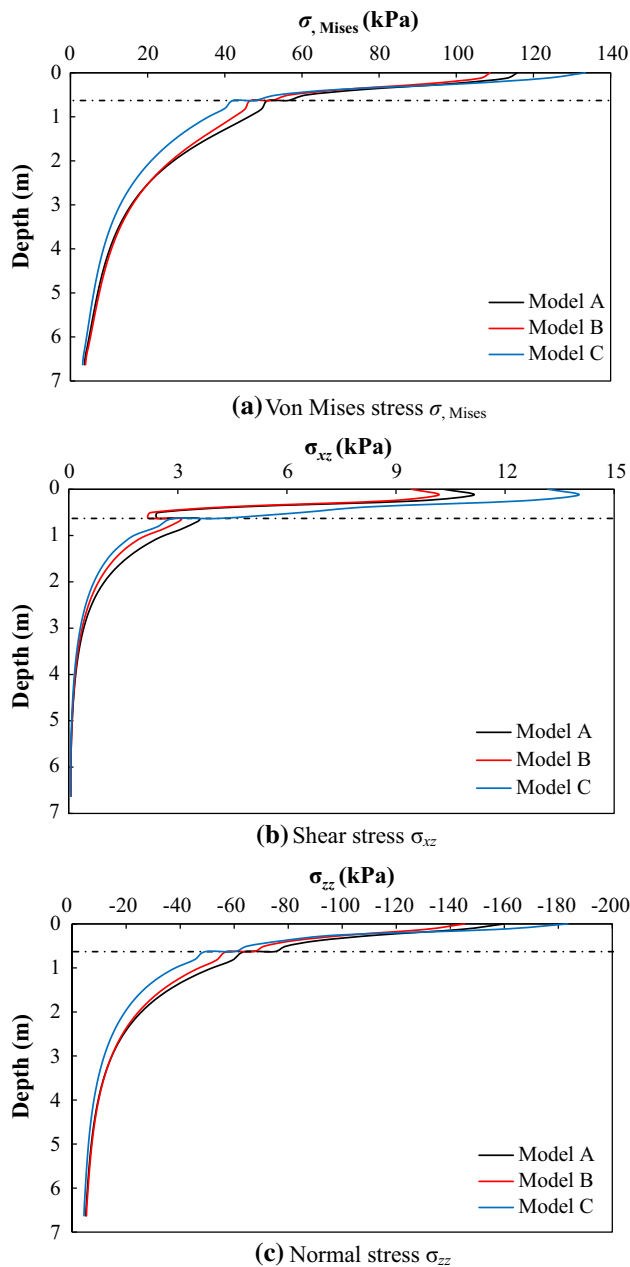 σ, Mises (kPa)
0 20 40 60 80 100 120 140
0
1
2
3
4
5
6
7
Depth (m)
Model A
Model B
Model C
(a) Von Mises stress σ, Mises
σxz (kPa)
0 3 6 9 12 15
0
1
2
3
4
5
6
7
Depth (m)
Model A
Model B
Model C
(b) Shear stress σxz
σzz (kPa)
0 -20 -40 -60 -80 -100 -120 -140 -160 -180 -200
0
1
2
3
4
5
6
7
Depth (m)
Model A
Model B
Model C
(c) Normal stress σzz